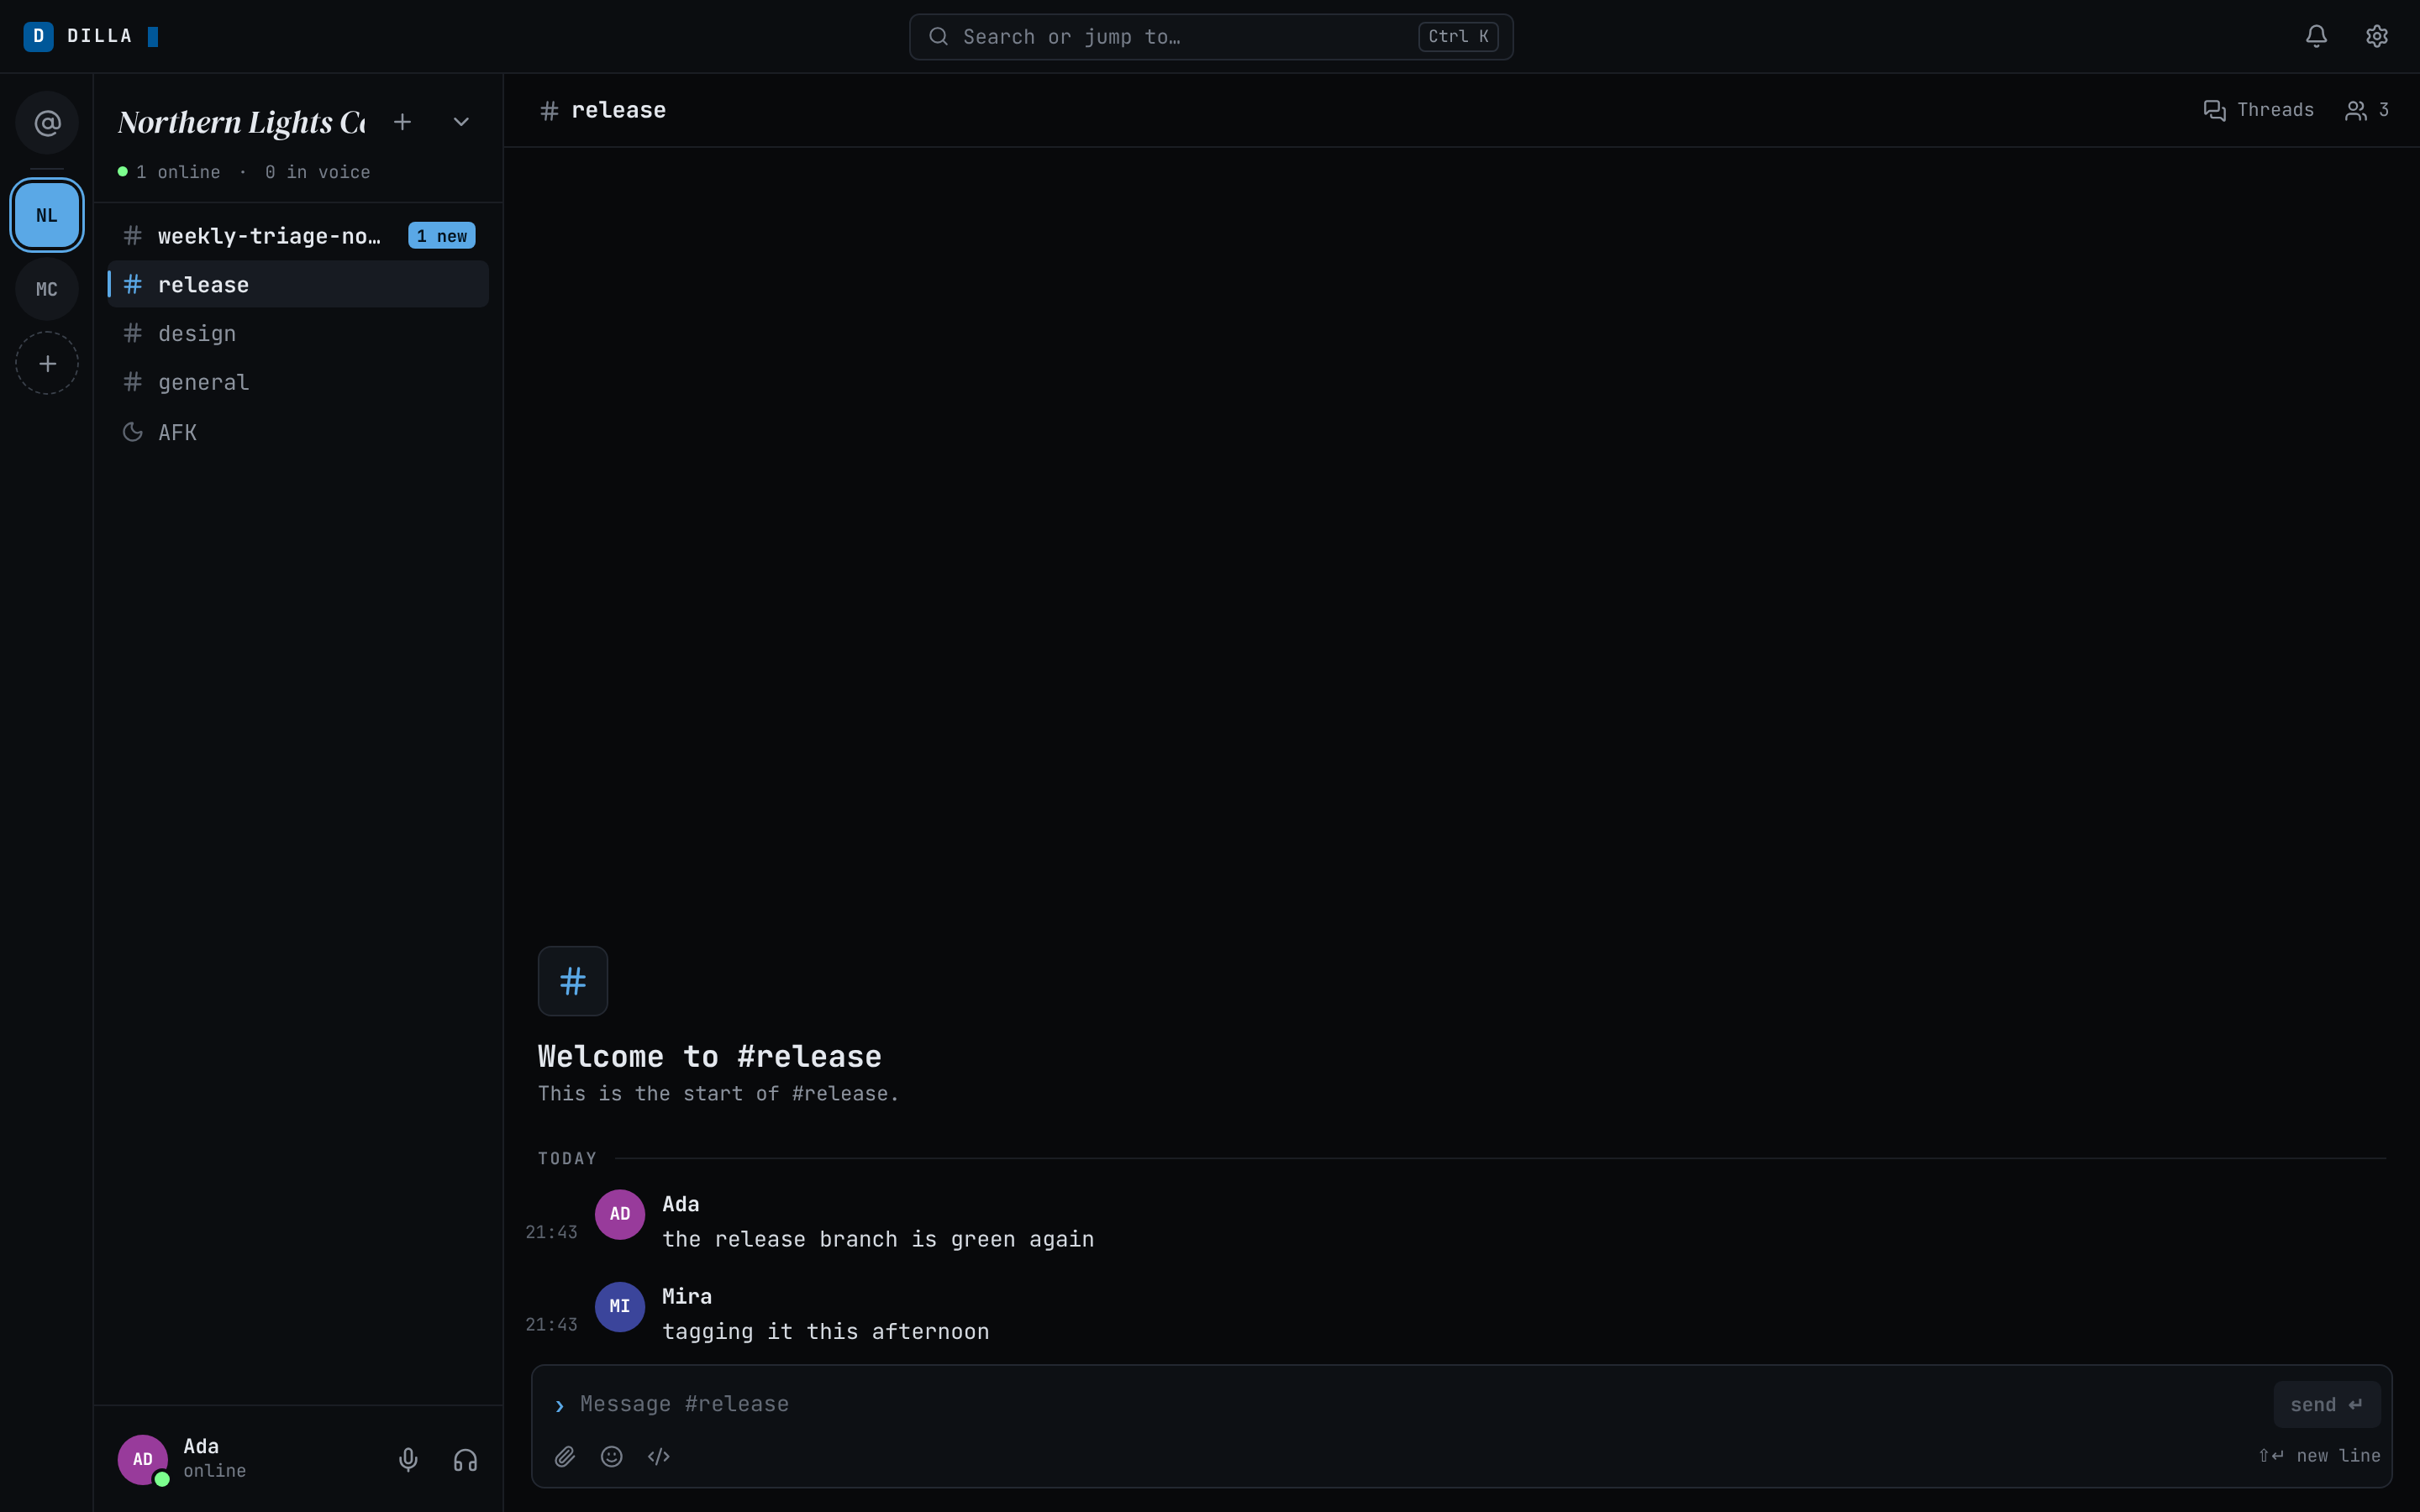 D DILLA
Search or jump to…
Ctrl K
Northern Lights Co
1 online · 0 in voice
NL
MC
weekly-triage-no…
1 new
release
design
general
AFK
# release
Threads
3
#
Welcome to #release
This is the start of #release.
TODAY
AD
Ada
21:43
the release branch is green again
MI
Mira
21:43
tagging it this afternoon
› Message #release
send ↵
⇧↵ new line
AD
Ada
online